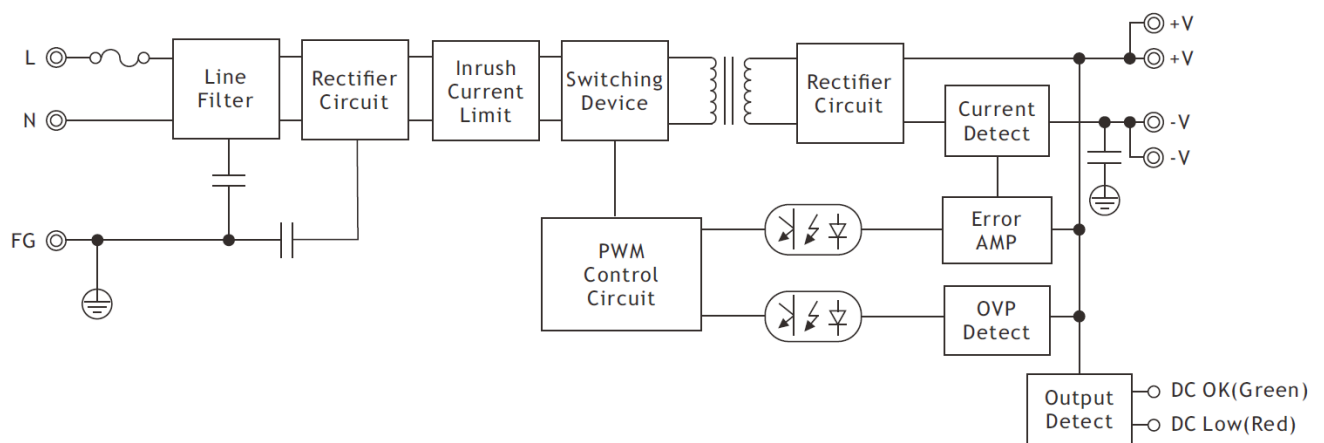 +V
L
Line
Filter
Rectifier
Circuit
Inrush
Current
Limit
Switching
Device
Rectifier
Circuit
+V
Current
Detect
N
-V
-V
FG
PWM
Control
Circuit
Error
AMP
OVP
Detect
Output
Detect
DC OK(Green)
DC Low(Red)